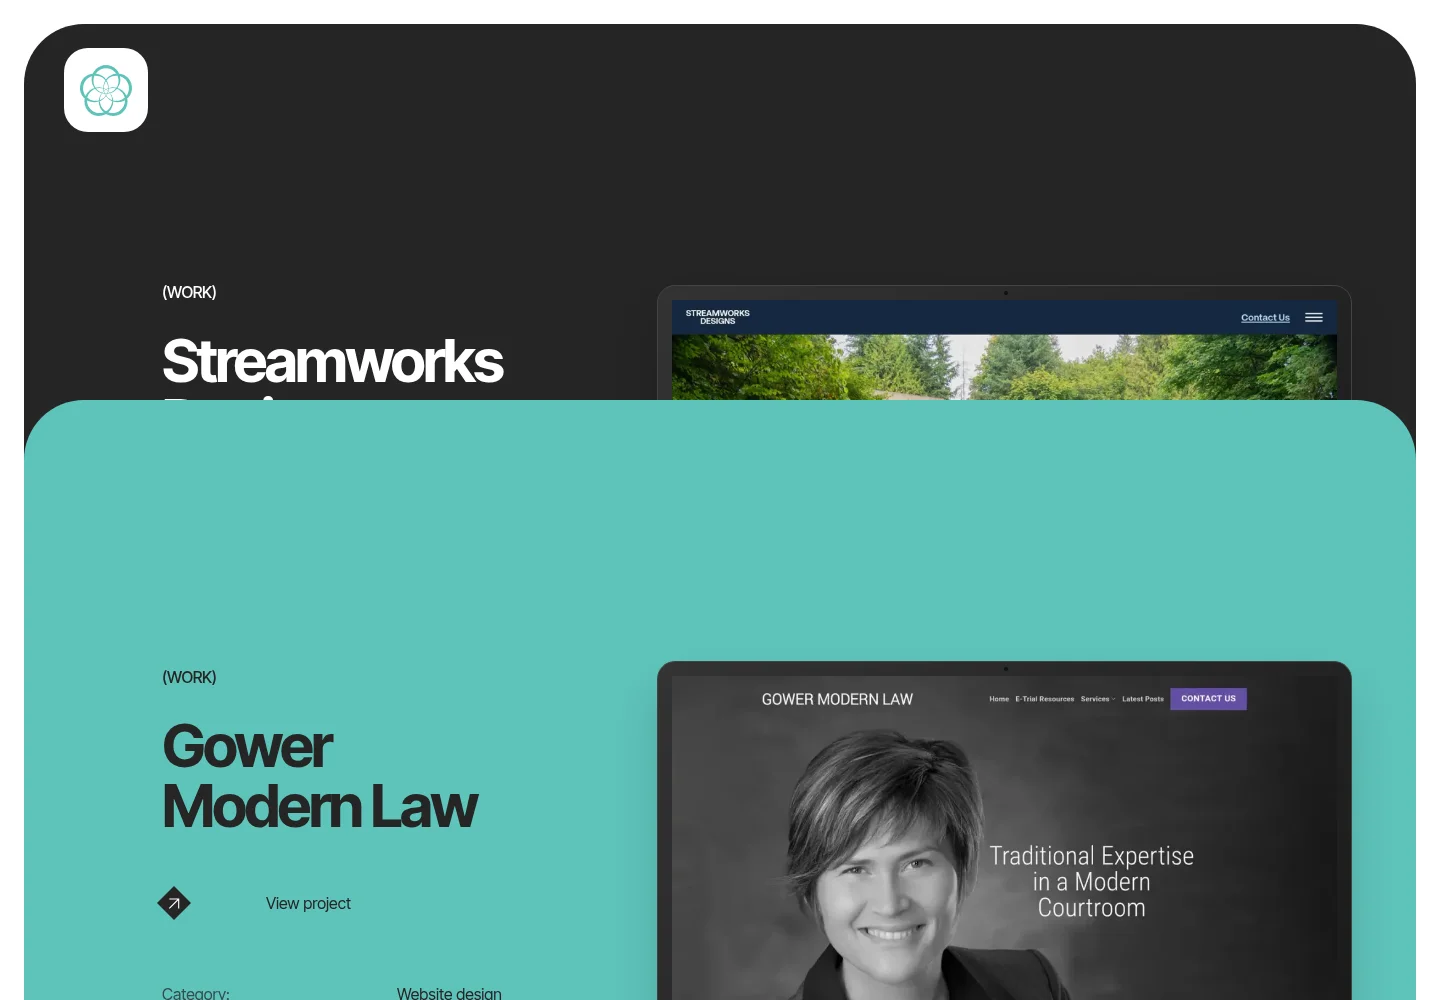 (WORK)
Streamworks
STREAMWORKS
DESIGNS
Contact Us
(WORK)
Gower
Modern Law
View project
Category:
Website design
GOWER MODERN LAW
Home
E-Trial Resources
Services
Latest Posts
CONTACT US
Traditional Expertise
in a Modern
Courtroom